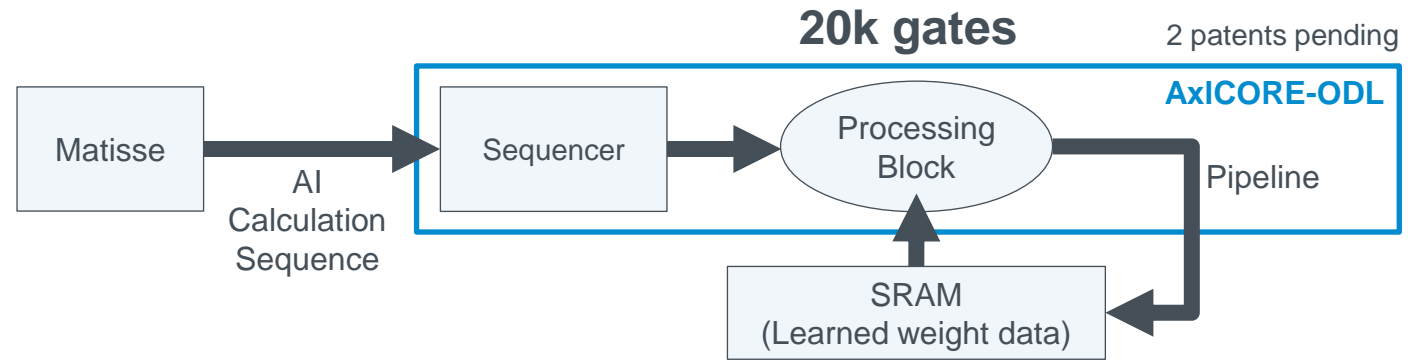 20k gates
2 patents pending
AxICORE-ODL
Matisse
AI
Calculation
Sequence
Sequencer
Processing
Block
Pipeline
SRAM
(Learned weight data)